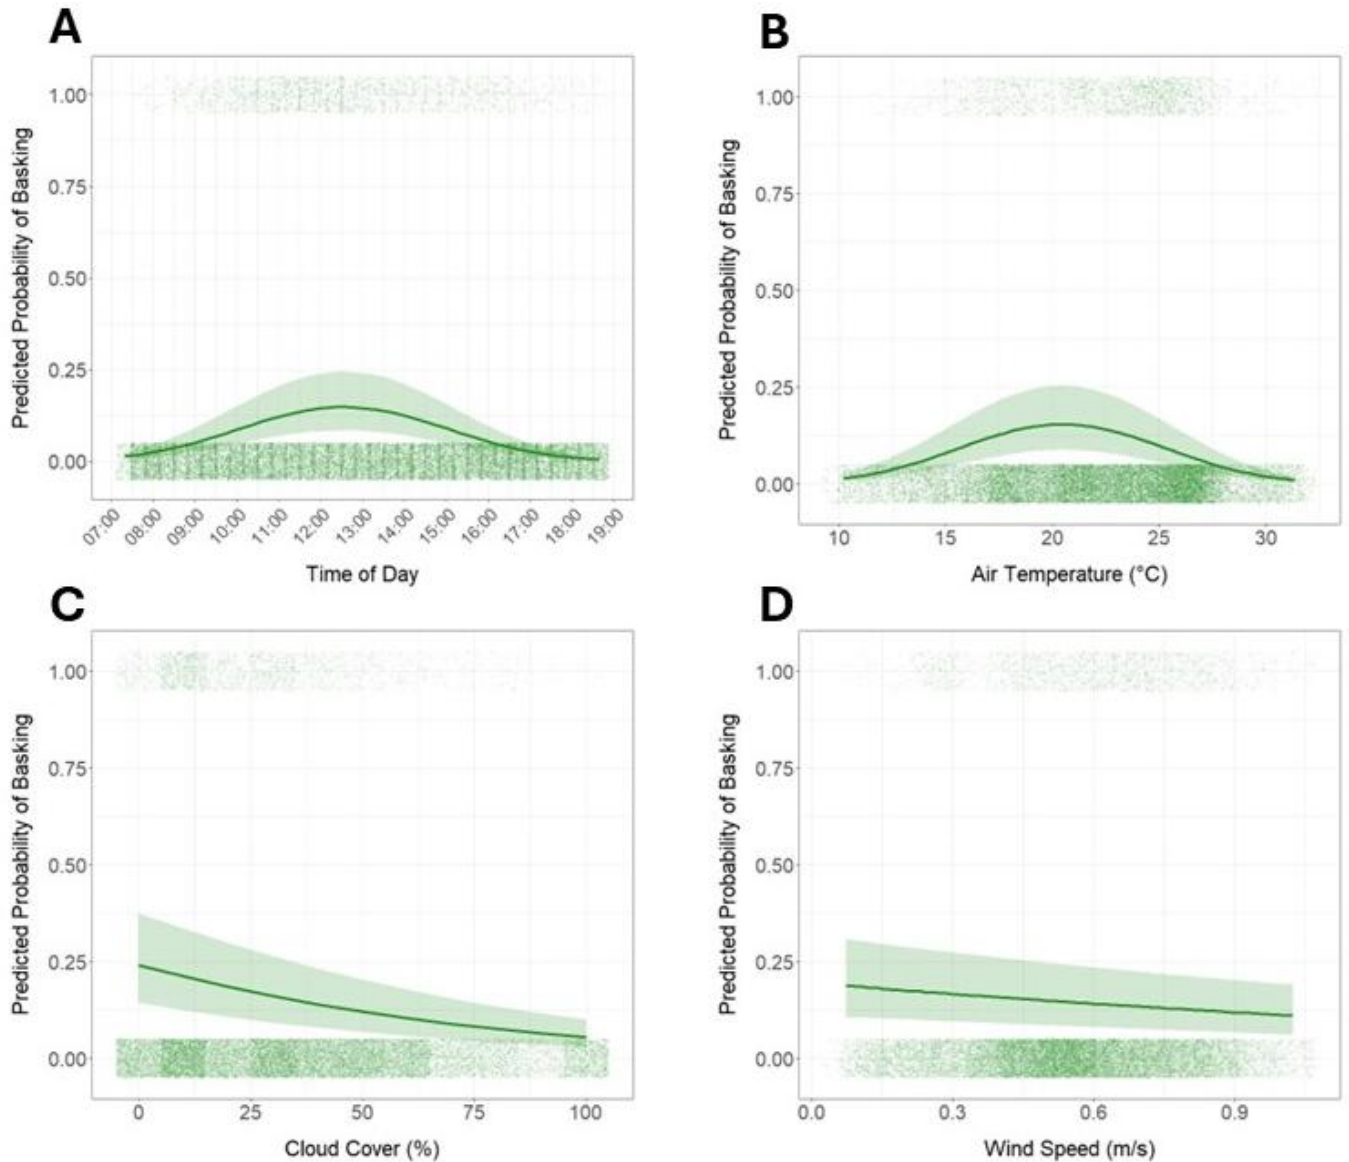 A
Predicted Probability of Basking
1.00
0.75
0.50
0.25
0.00
07:00 08:00 09:00 10:00 11:00 12:00 13:00 14:00 15:00 16:00 17:00 18:00 19:00
Time of Day
B
Predicted Probability of Basking
1.00
0.75
0.50
0.25
0.00
10 15 20 25 30
Air Temperature (°C)
C
Predicted Probability of Basking
1.00
0.75
0.50
0.25
0.00
0 25 50 75 100
Cloud Cover (%)
D
Predicted Probability of Basking
1.00
0.75
0.50
0.25
0.00
0.0 0.3 0.6 0.9
Wind Speed (m/s)